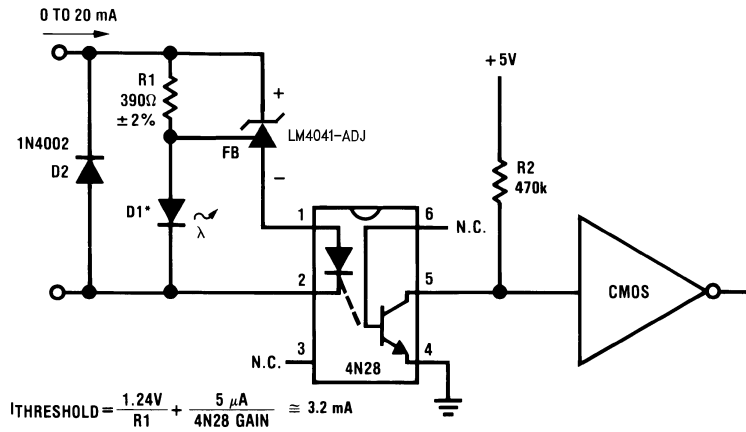 0 TO 20 mA
+5V
R1
390Ω
±2%
+
LM4041-ADJ
FB
1N4002
D2
−
R2
470k
D1*
λ
1
6
N.C.
2
5
CMOS
3
N.C.
4
4N28
ITHRESHOLD = 1.24V / R1 + 5 μA / 4N28 GAIN ≅ 3.2 mA